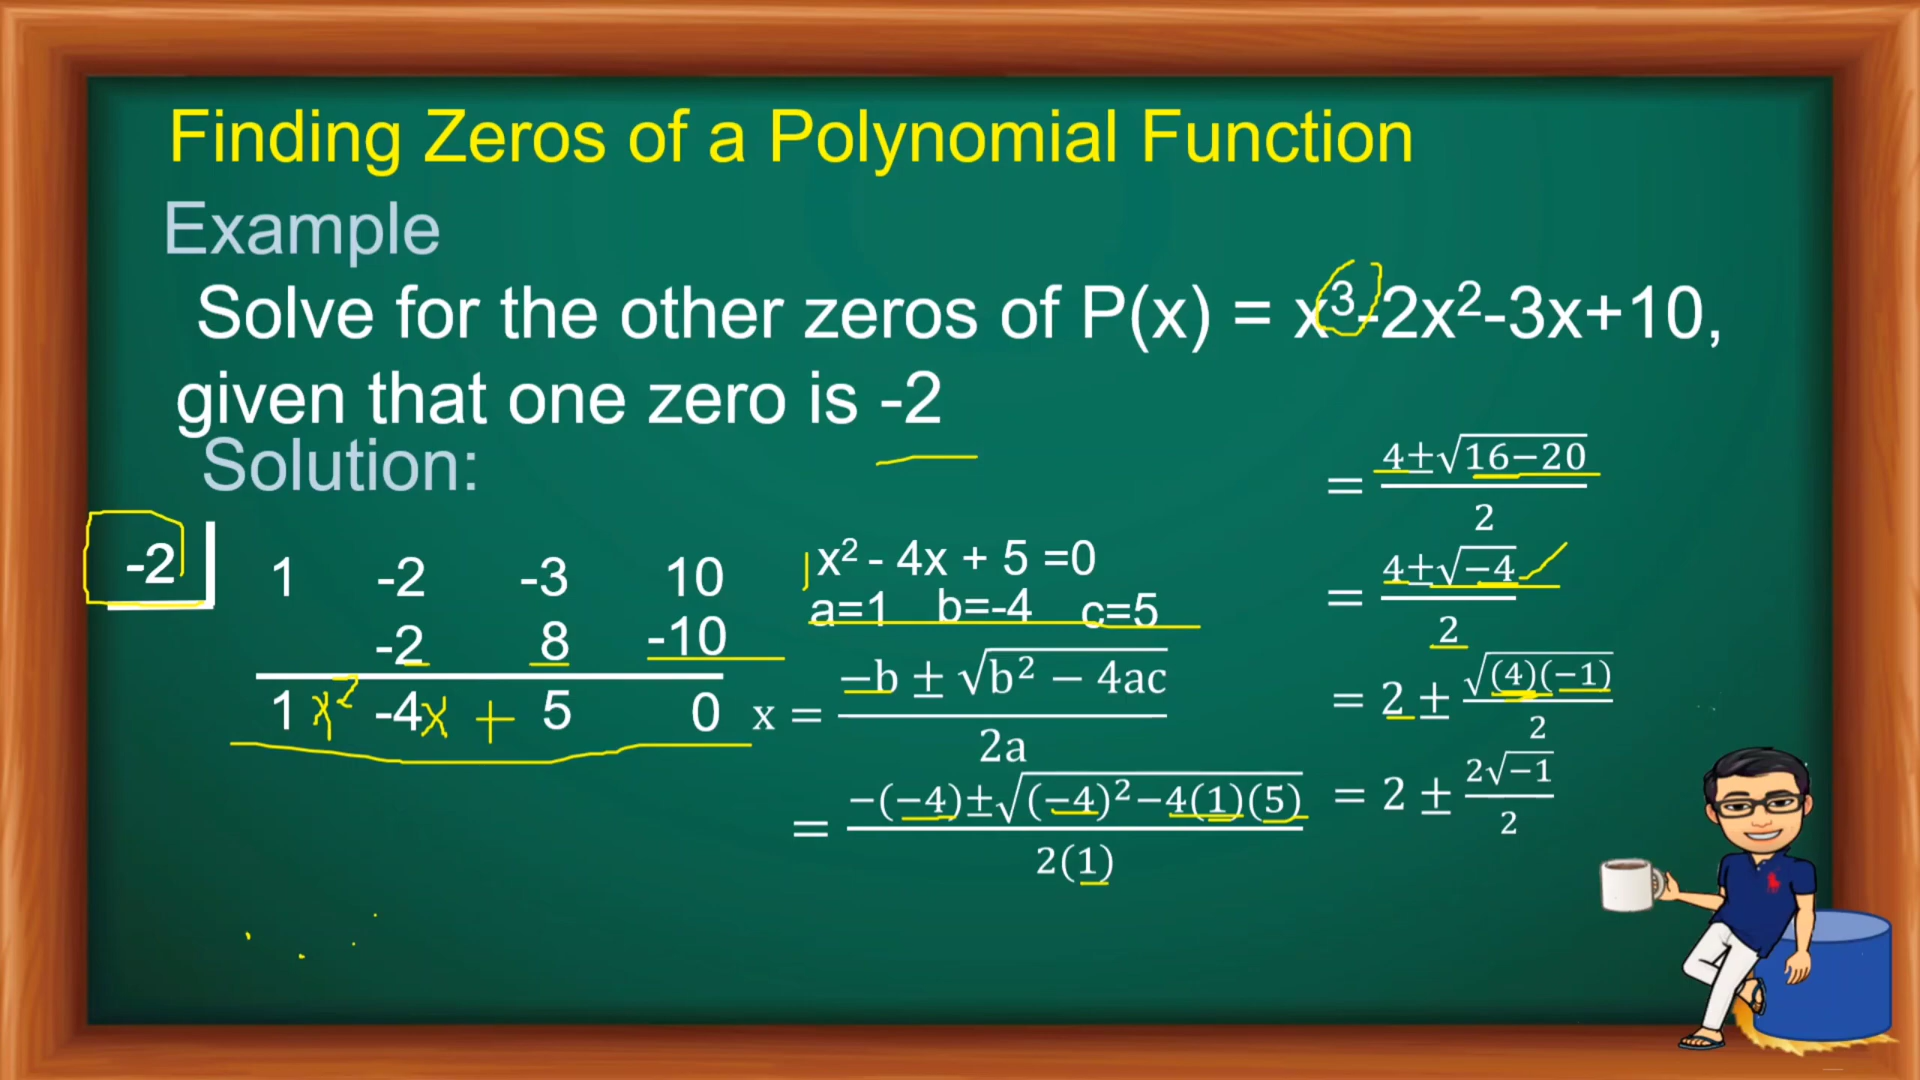 Finding Zeros of a Polynomial Function
Example
Solve for the other zeros of P(x) = x³-2x²-3x+10,
given that one zero is -2
Solution:
-2 1 -2 -3 10
-2 8 -10
1 x² -4x + 5 0
x² - 4x + 5 =0
a=1 b=-4 c=5
x = (−b ± √(b² − 4ac)) / 2a
= (−(−4)±√((−4)²−4(1)(5))) / 2(1)
= (4±√(16−20)) / 2
= (4±√(−4)) / 2
= 2 ± √((4)(−1)) / 2
= 2 ± 2√(−1) / 2